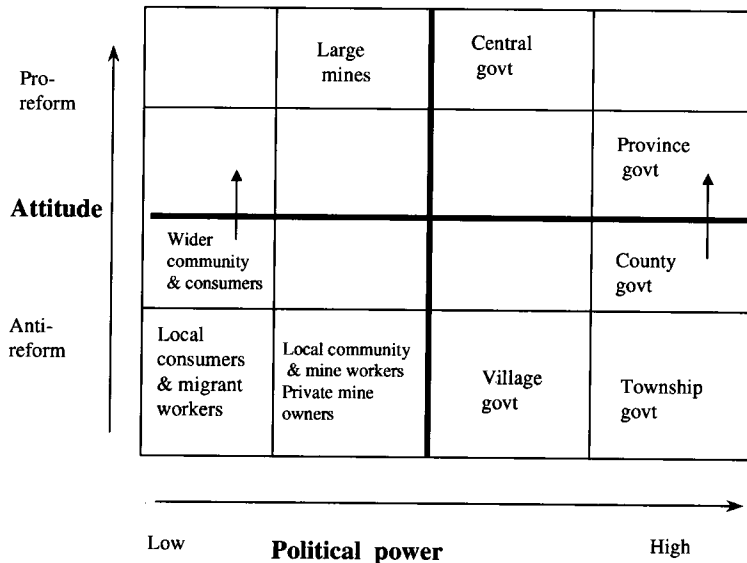 Pro-
reform
Attitude
Anti-
reform
Large
mines
Central
govt
Province
govt
Wider
community
& consumers
County
govt
Local
consumers
& migrant
workers
Local community
& mine workers
Private mine
owners
Village
govt
Township
govt
Low
Political power
High